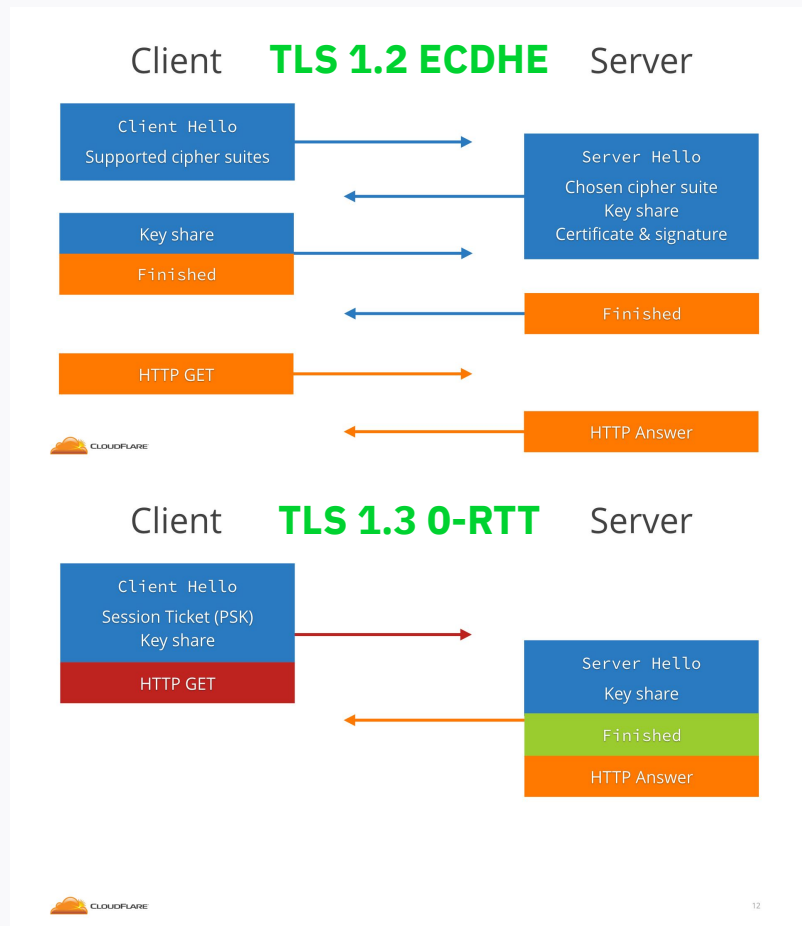 Client TLS 1.2 ECDHE Server
Client Hello
Supported cipher suites
Server Hello
Chosen cipher suite
Key share
Certificate & signature
Key share
Finished
Finished
HTTP GET
HTTP Answer
CLOUDFLARE
Client TLS 1.3 0-RTT Server
Client Hello
Session Ticket (PSK)
Key share
HTTP GET
Server Hello
Key share
Finished
HTTP Answer
CLOUDFLARE
12